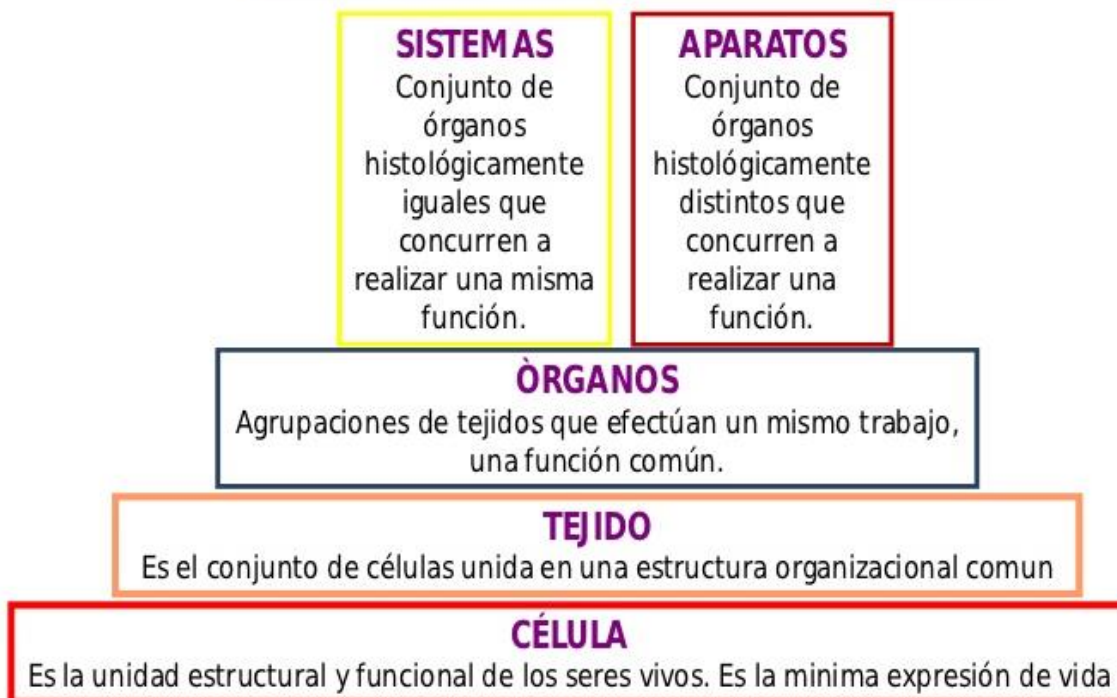 SISTEMAS
Conjunto de
órganos
histológicamente
iguales que
concurren a
realizar una misma
función.
APARATOS
Conjunto de
órganos
histológicamente
distintos que
concurren a
realizar una
función.
ÒRGANOS
Agrupaciones de tejidos que efectúan un mismo trabajo,
una función común.
TEJIDO
Es el conjunto de células unida en una estructura organizacional comun
CÉLULA
Es la unidad estructural y funcional de los seres vivos. Es la minima expresión de vida